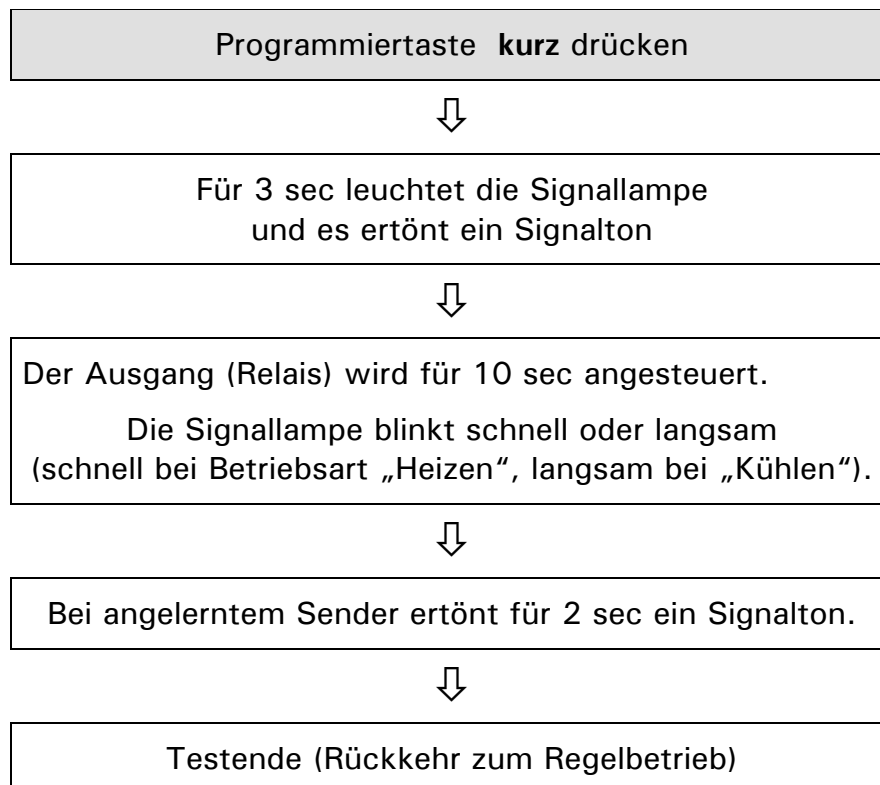 Programmiertaste kurz drücken
Für 3 sec leuchtet die Signallampe
und es ertönt ein Signalton
Der Ausgang (Relais) wird für 10 sec angesteuert.
Die Signallampe blinkt schnell oder langsam
(schnell bei Betriebsart „Heizen“, langsam bei „Kühlen“).
Bei angelerntem Sender ertönt für 2 sec ein Signalton.
Testende (Rückkehr zum Regelbetrieb)